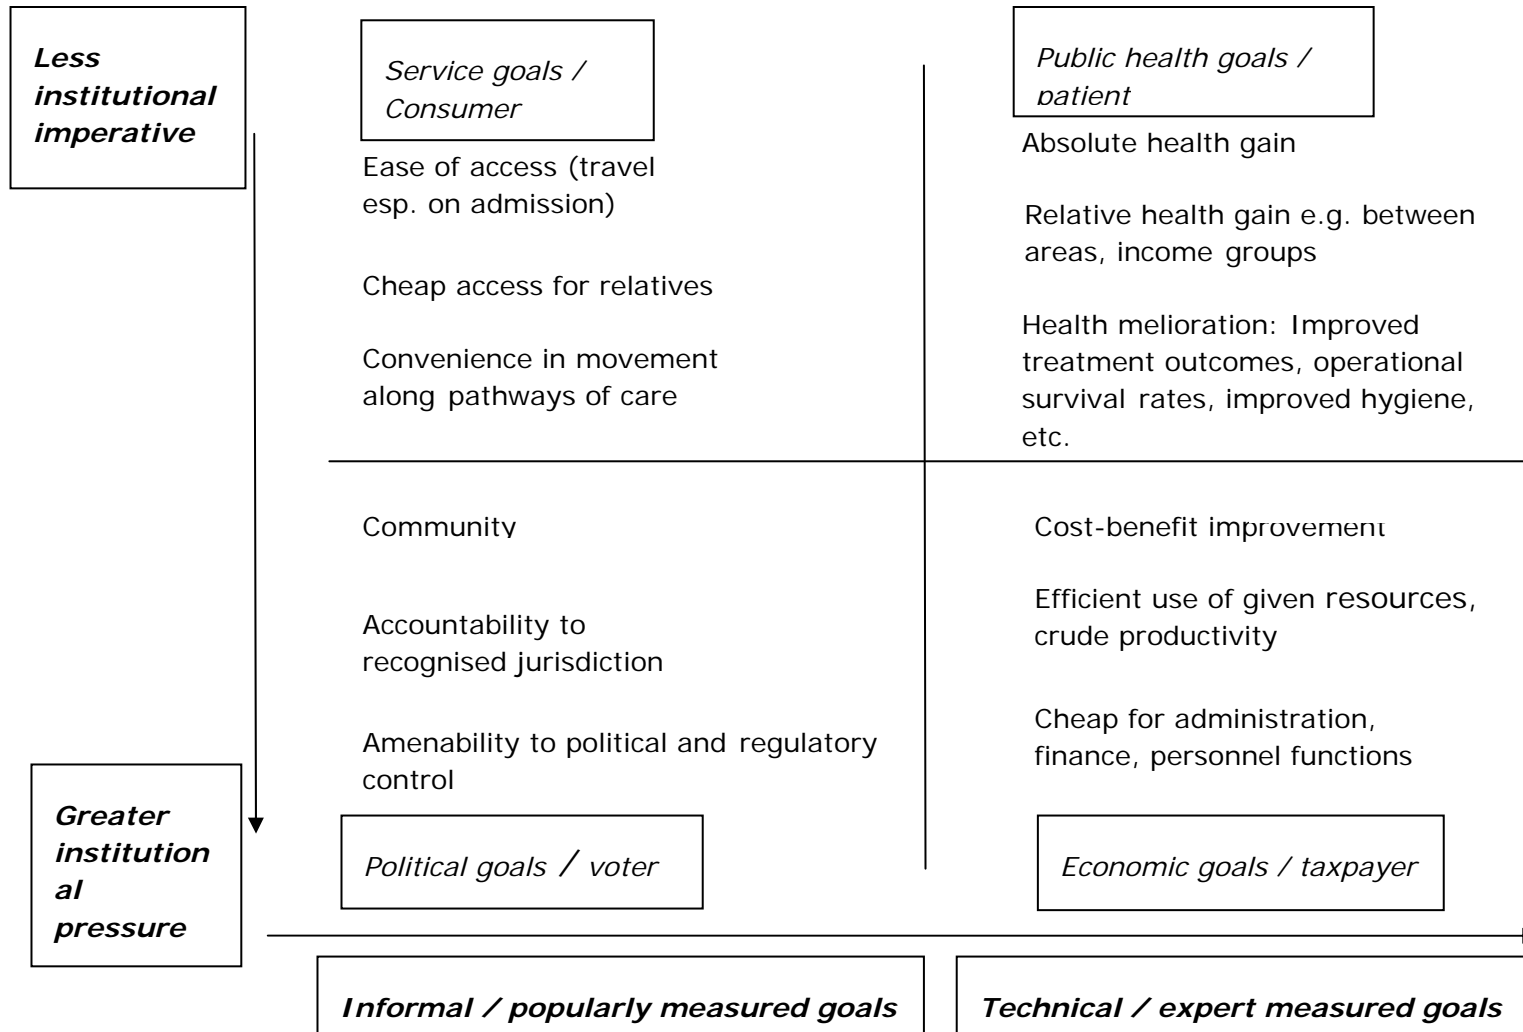 Less
institutional
imperative
Service goals /
Consumer
Ease of access (travel
esp. on admission)
Cheap access for relatives
Convenience in movement
along pathways of care
Public health goals /
patient
Absolute health gain
Relative health gain e.g. between
areas, income groups
Health melioration: Improved
treatment outcomes, operational
survival rates, improved hygiene,
etc.
Community
Accountability to
recognised jurisdiction
Amenability to political and regulatory
control
Political goals / voter
Cost-benefit improvement
Efficient use of given resources,
crude productivity
Cheap for administration,
finance, personnel functions
Economic goals / taxpayer
Greater
institution
al
pressure
Informal / popularly measured goals
Technical / expert measured goals